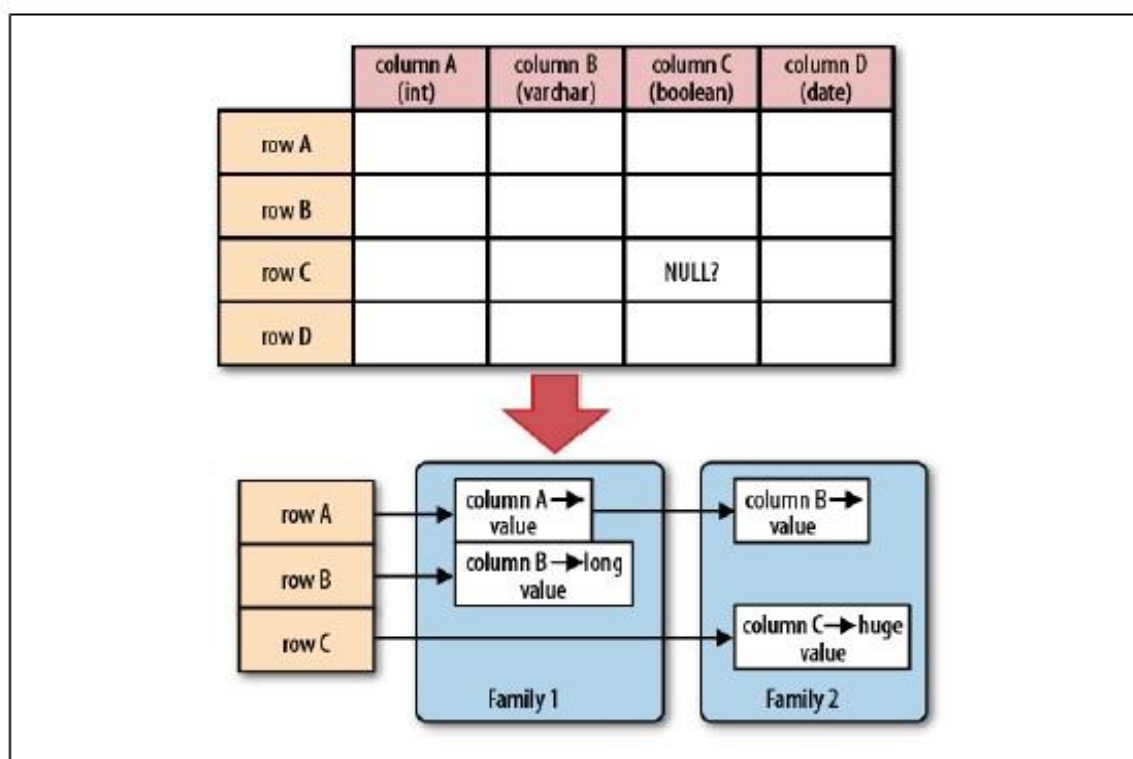 column A
(int)
column B
(varchar)
column C
(boolean)
column D
(date)
row A
row B
row C
NULL?
row D
row A
column A→
value
column B→
value
row B
column B→long
value
row C
column C→huge
value
Family 1
Family 2